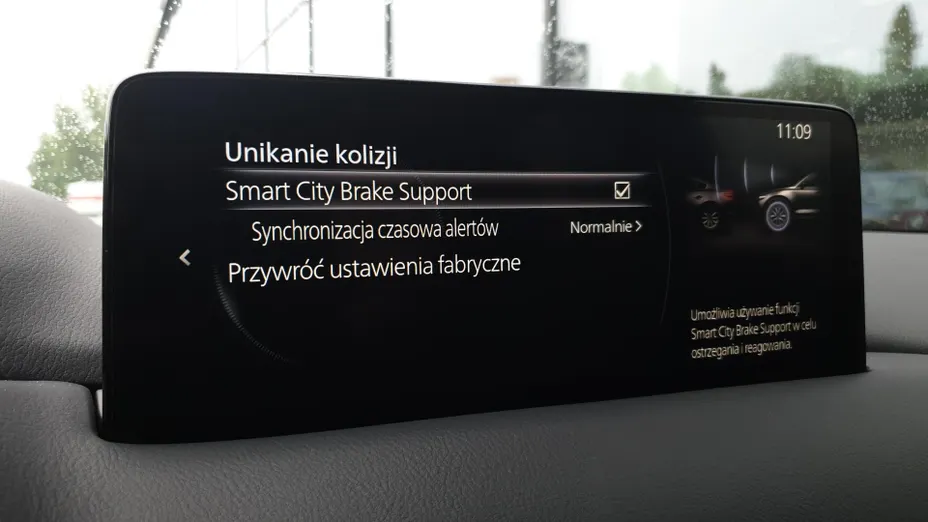 11:09
Unikanie kolizji
Smart City Brake Support
Synchronizacja czasowa alertów
Normalnie
Przywróć ustawienia fabryczne
Umożliwia używanie funkcji
Smart City Brake Support w celu
ostrzegania i reagowania.